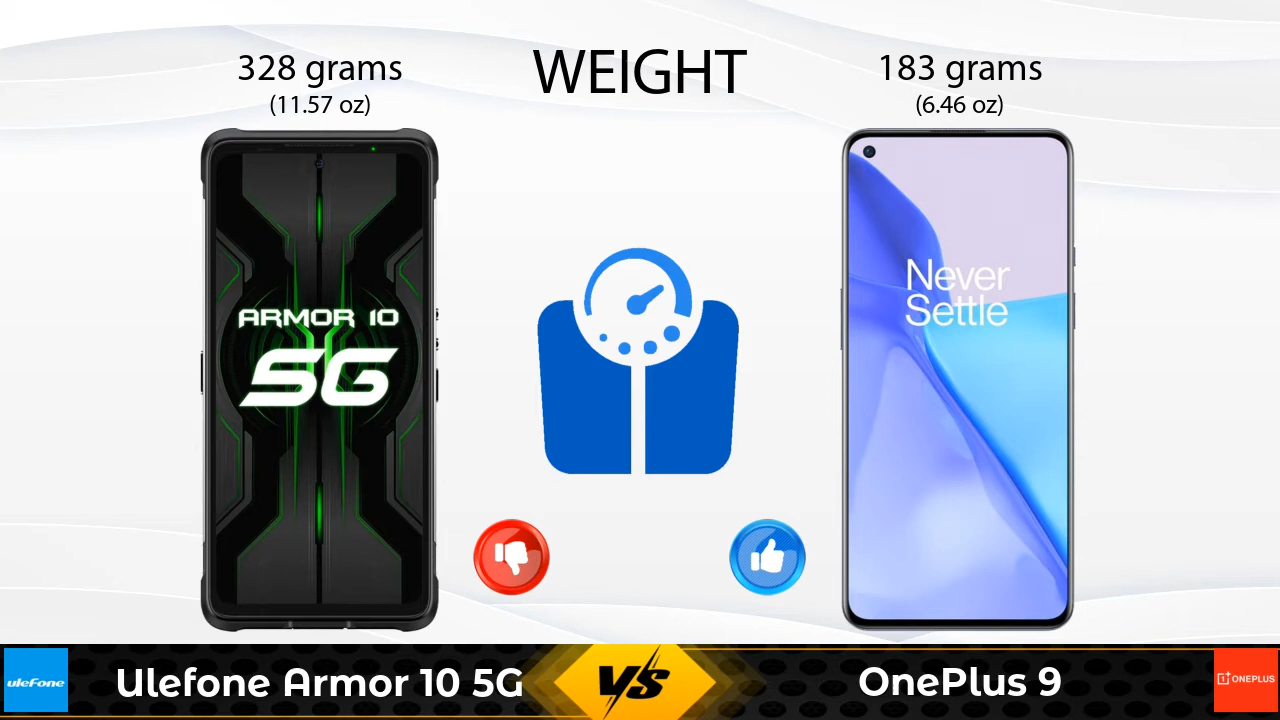 WEIGHT
328 grams
(11.57 oz)
183 grams
(6.46 oz)
ARMOR 10
5G
Never
Settle
uleFone
Ulefone Armor 10 5G
VS
OnePlus 9
1+ ONEPLUS